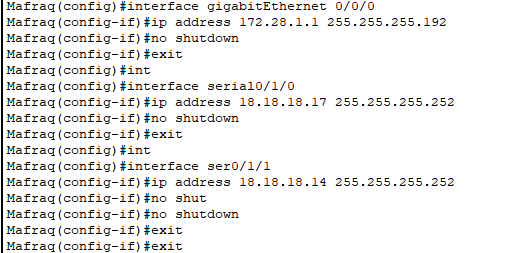 Mafraq(config)#interface gigabitEthernet 0/0/0
Mafraq(config-if)#ip address 172.28.1.1 255.255.255.192
Mafraq(config-if)#no shutdown
Mafraq(config-if)#exit
Mafraq(config)#int
Mafraq(config)#interface serial0/1/0
Mafraq(config-if)#ip address 18.18.18.17 255.255.255.252
Mafraq(config-if)#no shutdown
Mafraq(config-if)#exit
Mafraq(config)#int
Mafraq(config)#interface ser0/1/1
Mafraq(config-if)#ip address 18.18.18.14 255.255.255.252
Mafraq(config-if)#no shut
Mafraq(config-if)#no shutdown
Mafraq(config-if)#exit
Mafraq(config-if)#exit